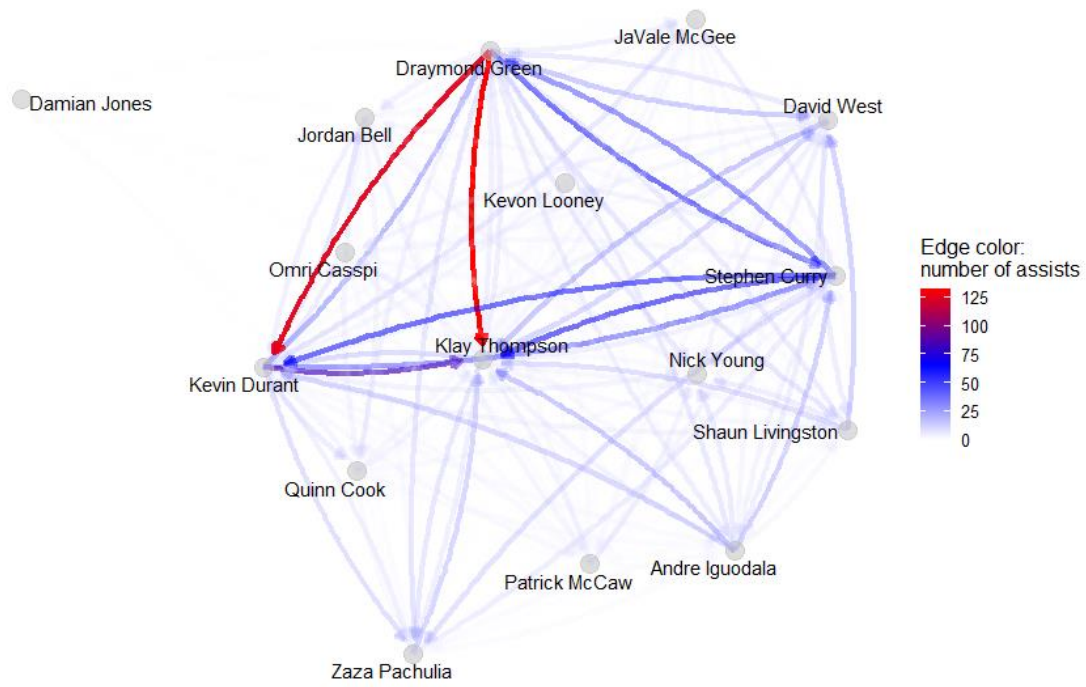 JaVale McGee
Draymond Green
Damian Jones
David West
Jordan Bell
Kevon Looney
Edge color:
number of assists
Omri Casspi
Stephen Curry
125
100
75
50
25
0
Klay Thompson
Nick Young
Kevin Durant
Shaun Livingston
Quinn Cook
Andre Iguodala
Patrick McCaw
Zaza Pachulia